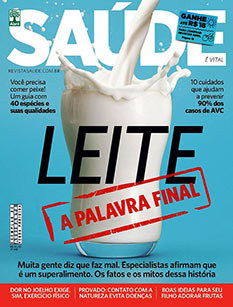 Abril
GANHE
ATÉ
R$ 15
SAÚDE
É VITAL
REVISTASAUDE.COM.BR
Você precisa
comer peixe!
Um guia com
40 espécies e
suas qualidades
10 cuidados
que ajudam
a prevenir
90% dos
casos de AVC
LEITE
A PALAVRA FINAL
Muita gente diz que faz mal. Especialistas afirmam que
é um superalimento. Os fatos e os mitos dessa história
DOR NO JOELHO EXIGE,
SIM, EXERCÍCIO FÍSICO
PROVADO: CONTATO COM A
NATUREZA EVITA DOENÇAS
BOAS IDEIAS PARA SEU
FILHO ADORAR FRUTAS